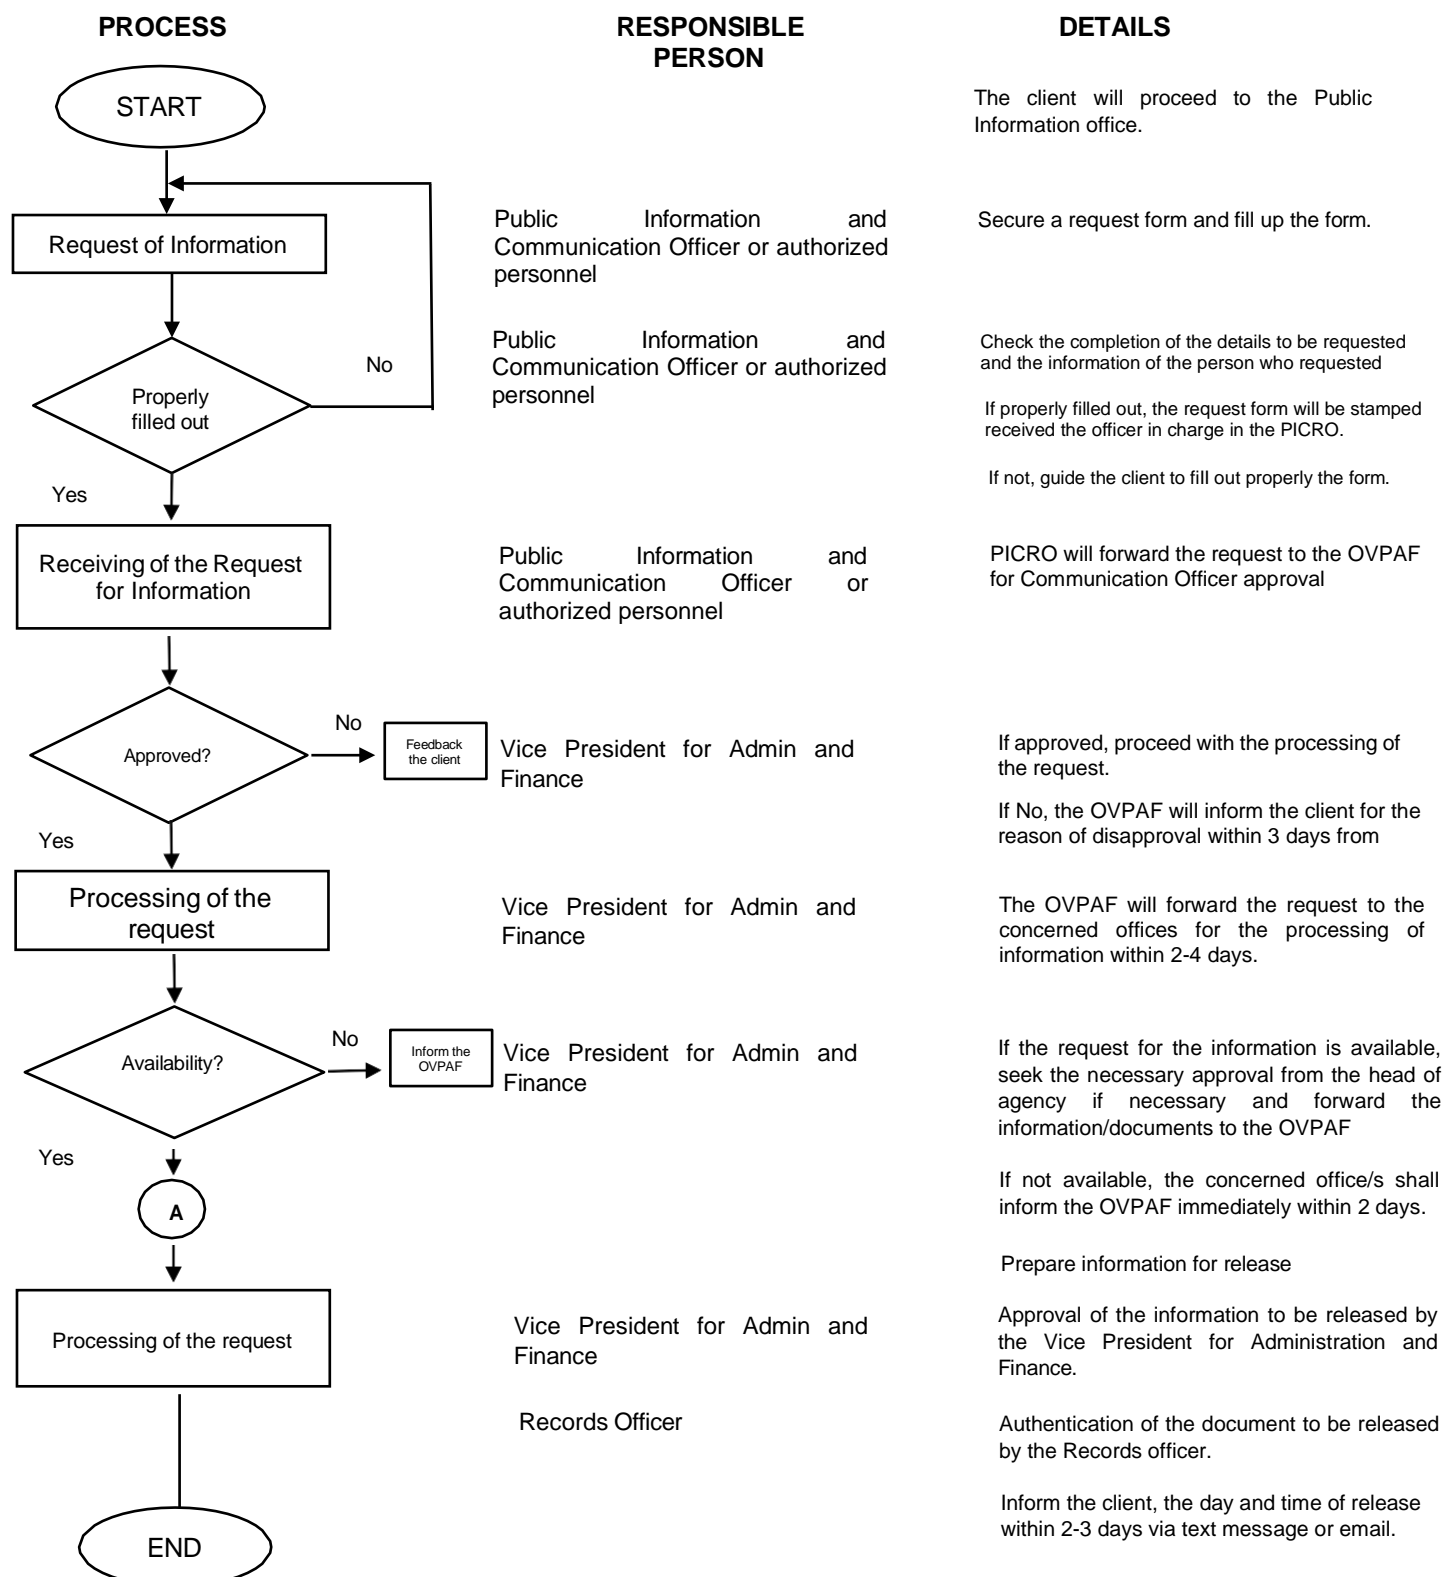 PROCESS
RESPONSIBLE
PERSON
DETAILS
START
The client will proceed to the Public
Information office.
Request of Information
Public Information and
Communication Officer or authorized
personnel
Secure a request form and fill up the form.
Properly
filled out
No
Yes
Public Information and
Communication Officer or authorized
personnel
Check the completion of the details to be requested
and the information of the person who requested
If properly filled out, the request form will be stamped
received the officer in charge in the PICRO.
If not, guide the client to fill out properly the form.
Receiving of the Request
for Information
Public Information and
Communication Officer or
authorized personnel
PICRO will forward the request to the OVPAF
for Communication Officer approval
Approved?
No
Feedback
the client
Yes
Vice President for Admin and
Finance
If approved, proceed with the processing of
the request.
If No, the OVPAF will inform the client for the
reason of disapproval within 3 days from
Processing of the
request
Vice President for Admin and
Finance
The OVPAF will forward the request to the
concerned offices for the processing of
information within 2-4 days.
Availability?
No
Inform the
OVPAF
Yes
Vice President for Admin and
Finance
If the request for the information is available,
seek the necessary approval from the head of
agency if necessary and forward the
information/documents to the OVPAF
If not available, the concerned office/s shall
inform the OVPAF immediately within 2 days.
A
Prepare information for release
Processing of the request
Vice President for Admin and
Finance
Approval of the information to be released by
the Vice President for Administration and
Finance.
Records Officer
Authentication of the document to be released
by the Records officer.
Inform the client, the day and time of release
within 2-3 days via text message or email.
END